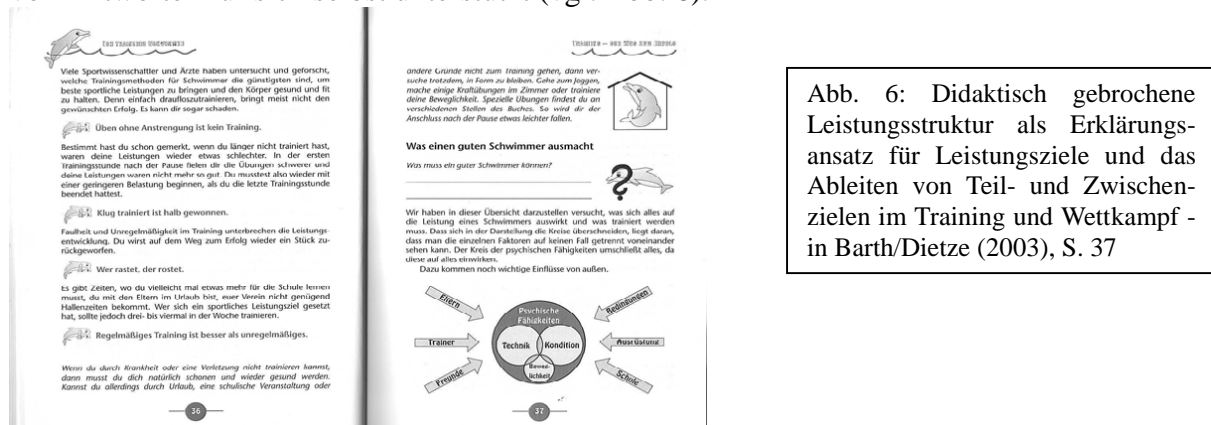 Viele Sportwissenschaftler und Ärzte haben untersucht und geforscht,
welche Trainingsmethoden für Schwimmer die günstigsten sind, um
beste sportliche Leistungen zu bringen und den Körper gesund und fit
zu halten. Denn einfach draufloszutrainieren, bringt meist nicht den
gewünschten Erfolg. Es kann dir sogar schaden.
Üben ohne Anstrengung ist kein Training.
Bestimmt hast du schon gemerkt, wenn du länger nicht trainiert hast,
waren deine Leistungen wieder etwas schlechter. In der ersten
Trainingsstunde nach der Pause fielen dir die Übungen schwerer und
deine Leistungen waren nicht mehr so gut. Du musstest also wieder mit
einer geringeren Belastung beginnen, als du die letzte Trainingsstunde
beendet hattest.
Klug trainiert ist halb gewonnen.
Faulheit und Unregelmäßigkeit im Training unterbrechen die Leistungs-
entwicklung. Du wirst auf dem Weg zum Erfolg wieder ein Stück zu-
rückgeworfen.
Wer rastet, der rostet.
Es gibt Zeiten, wo du vielleicht mal etwas mehr für die Schule lernen
musst, du mit den Eltern im Urlaub bist, euer Verein nicht genügend
Hallenzeiten bekommt. Wer sich ein sportliches Leistungsziel gesetzt
hat, sollte jedoch drei- bis viermal in der Woche trainieren.
Regelmäßiges Training ist besser als unregelmäßiges.
Wenn du durch Krankheit oder eine Verletzung nicht trainieren kannst,
dann musst du dich natürlich schonen und wieder gesund werden.
Kannst du allerdings durch Urlaub, eine schulische Veranstaltung oder
36
andere Gründe nicht zum Training gehen, dann ver-
suche trotzdem, in Form zu bleiben. Gehe zum Joggen,
mache einige Kraftübungen im Zimmer oder trainiere
deine Beweglichkeit. Spezielle Übungen findest du an
verschiedenen Stellen des Buches. So wird dir der
Anschluss nach der Pause etwas leichter fallen.
Was einen guten Schwimmer ausmacht
Was muss ein guter Schwimmer können?
Wir haben in dieser Übersicht darzustellen versucht, was sich alles auf
die Leistung eines Schwimmers auswirkt und was trainiert werden
muss. Dass sich in der Darstellung die Kreise überschneiden, liegt daran,
dass man die einzelnen Faktoren auf keinen Fall getrennt voneinander
sehen kann. Der Kreis der psychischen Fähigkeiten umschließt alles, da
diese auf alles einwirken.
Dazu kommen noch wichtige Einflüsse von außen.
Eltern
Trainer
Freunde
Psychische
Fähigkeiten
Technik
Kondition
Beweg-
lichkeit
Bedingungen
Ausrüstung
Schule
37
Abb. 6: Didaktisch gebrochene
Leistungsstruktur als Erklärungs-
ansatz für Leistungsziele und das
Ableiten von Teil- und Zwischen-
zielen im Training und Wettkampf -
in Barth/Dietze (2003), S. 37